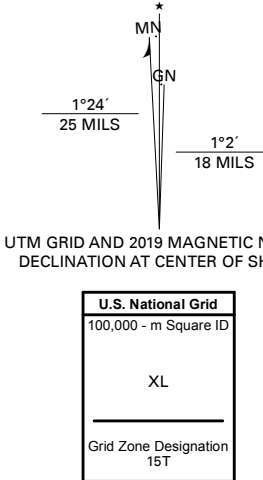 ★
MN
GN
1°24´
25 MILS
1°2´
18 MILS
UTM GRID AND 2019 MAGNETIC
DECLINATION AT CENTER OF
U.S. National Grid
100,000 - m Square ID
XL
Grid Zone Designation
15T